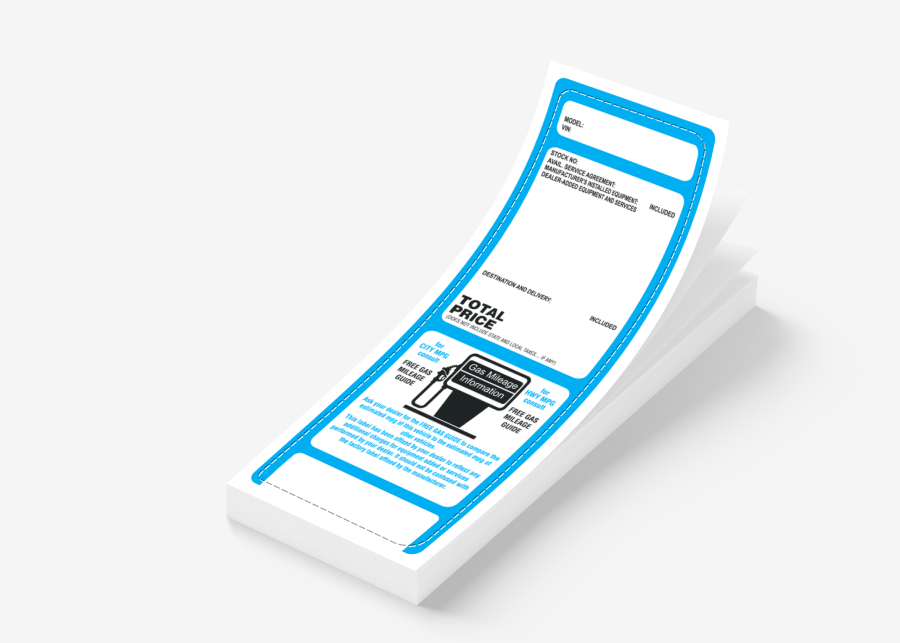 MODEL:
VIN:
STOCK NO:
AVAIL. SERVICE AGREEMENT:
MANUFACTURER'S INSTALLED EQUIPMENT: INCLUDED
DEALER-ADDED EQUIPMENT AND SERVICES
DESTINATION AND DELIVERY: INCLUDED
TOTAL
PRICE
(DOES NOT INCLUDE STATE AND LOCAL TAXES... IF ANY)
for
CITY MPG
consult
FREE GAS
MILEAGE
GUIDE
Gas Mileage
Information
for
HWY MPG
consult
FREE GAS
MILEAGE
GUIDE
Ask your dealer for the FREE GAS GUIDE to compare the
estimated mpg of this vehicle to the estimated mpg of
other vehicles.
This label has been affixed by your dealer to reflect any
additional charges for equipment added or services
performed by your dealer. It should not be confused with
the factory label affixed by the manufacturer.